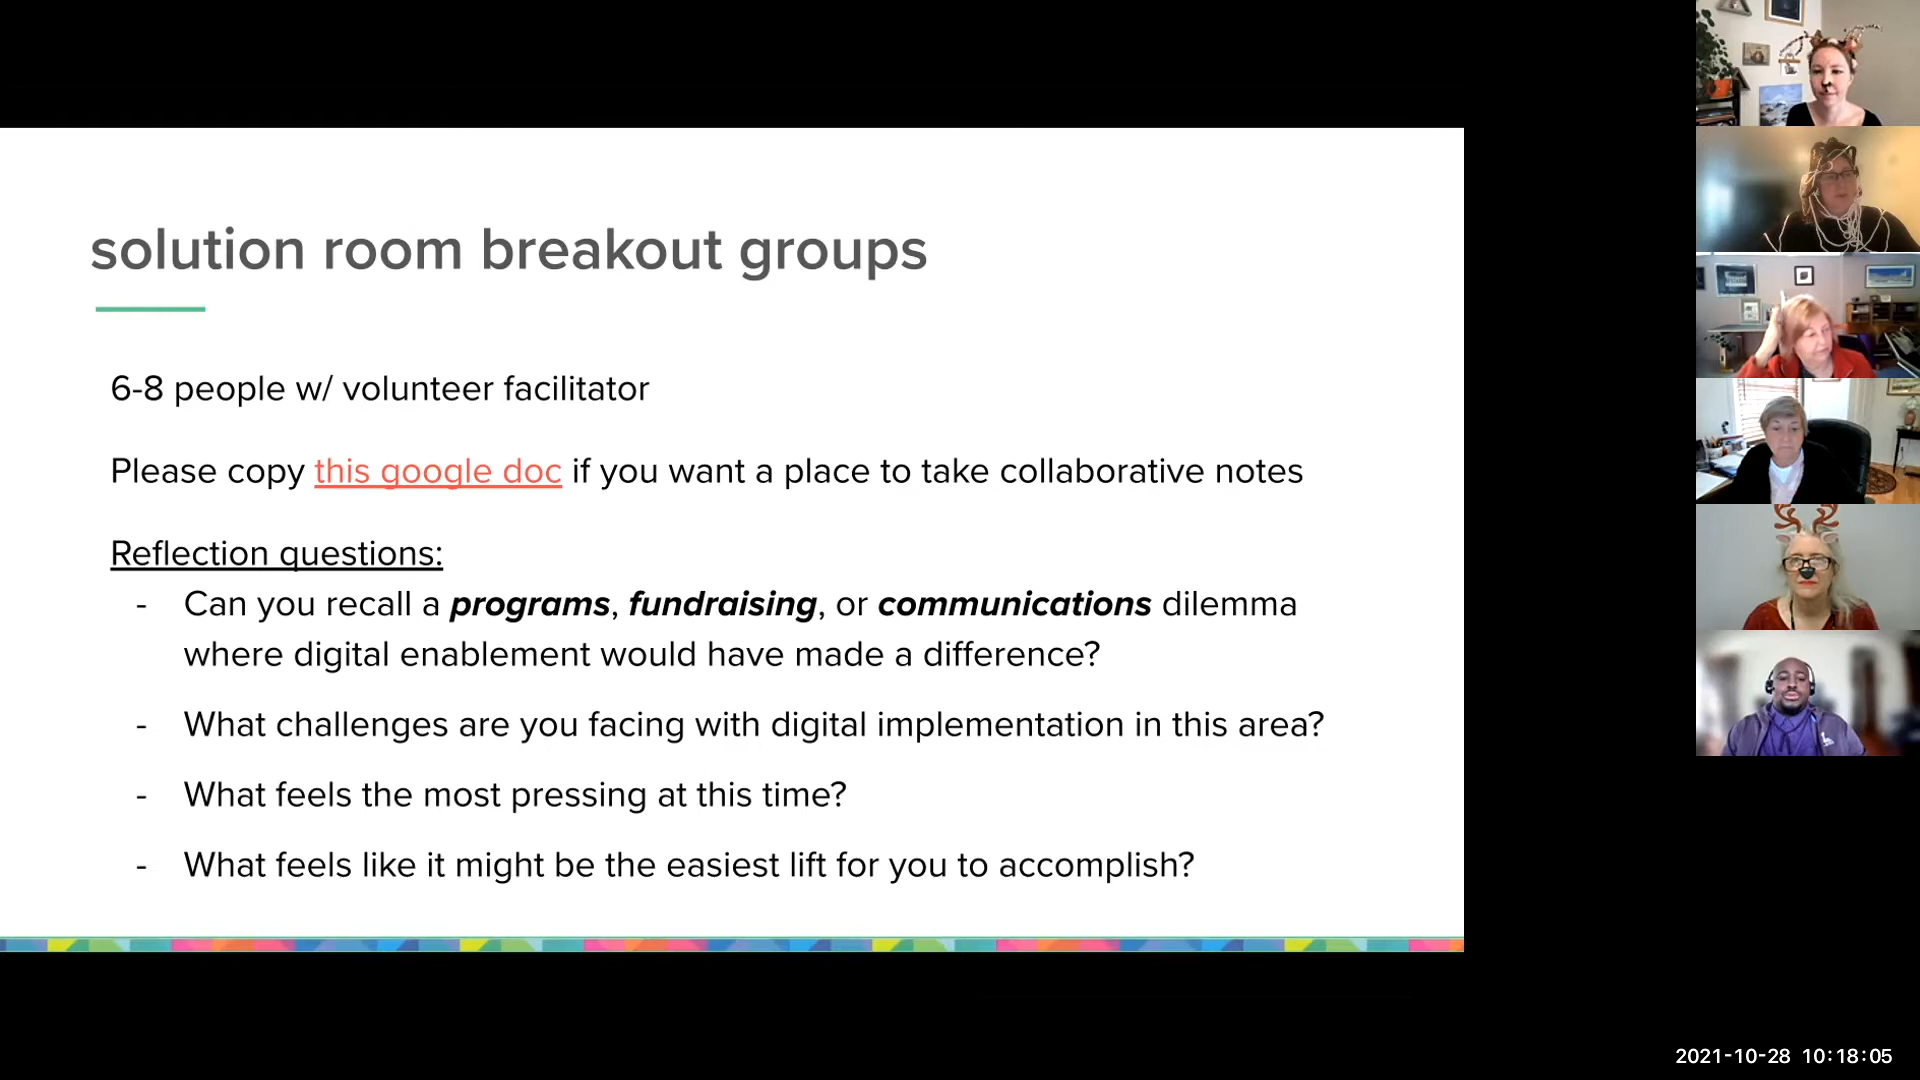 solution room breakout groups
6-8 people w/ volunteer facilitator
Please copy this google doc if you want a place to take collaborative notes
Reflection questions:
- Can you recall a programs, fundraising, or communications dilemma
where digital enablement would have made a difference?
- What challenges are you facing with digital implementation in this area?
- What feels the most pressing at this time?
- What feels like it might be the easiest lift for you to accomplish?
2021-10-28 10:18:05